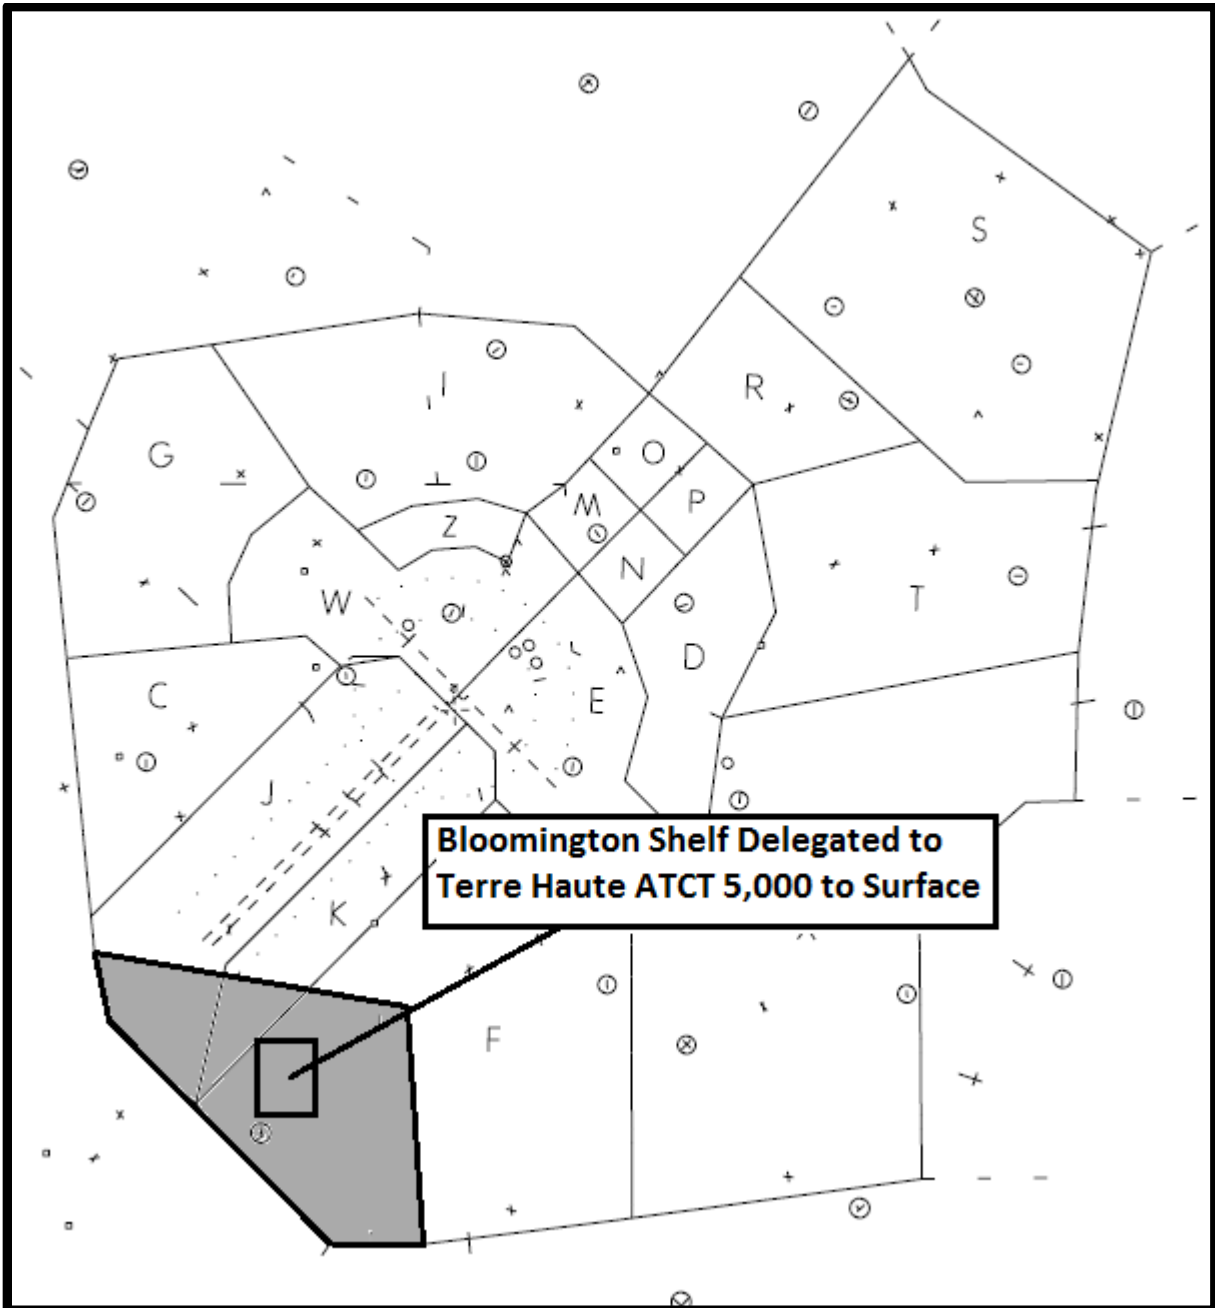 S
R
I
G
O
M
P
Z
N
W
T
D
C
E
J
Bloomington Shelf Delegated to
Terre Haute ATCT 5,000 to Surface
K
F